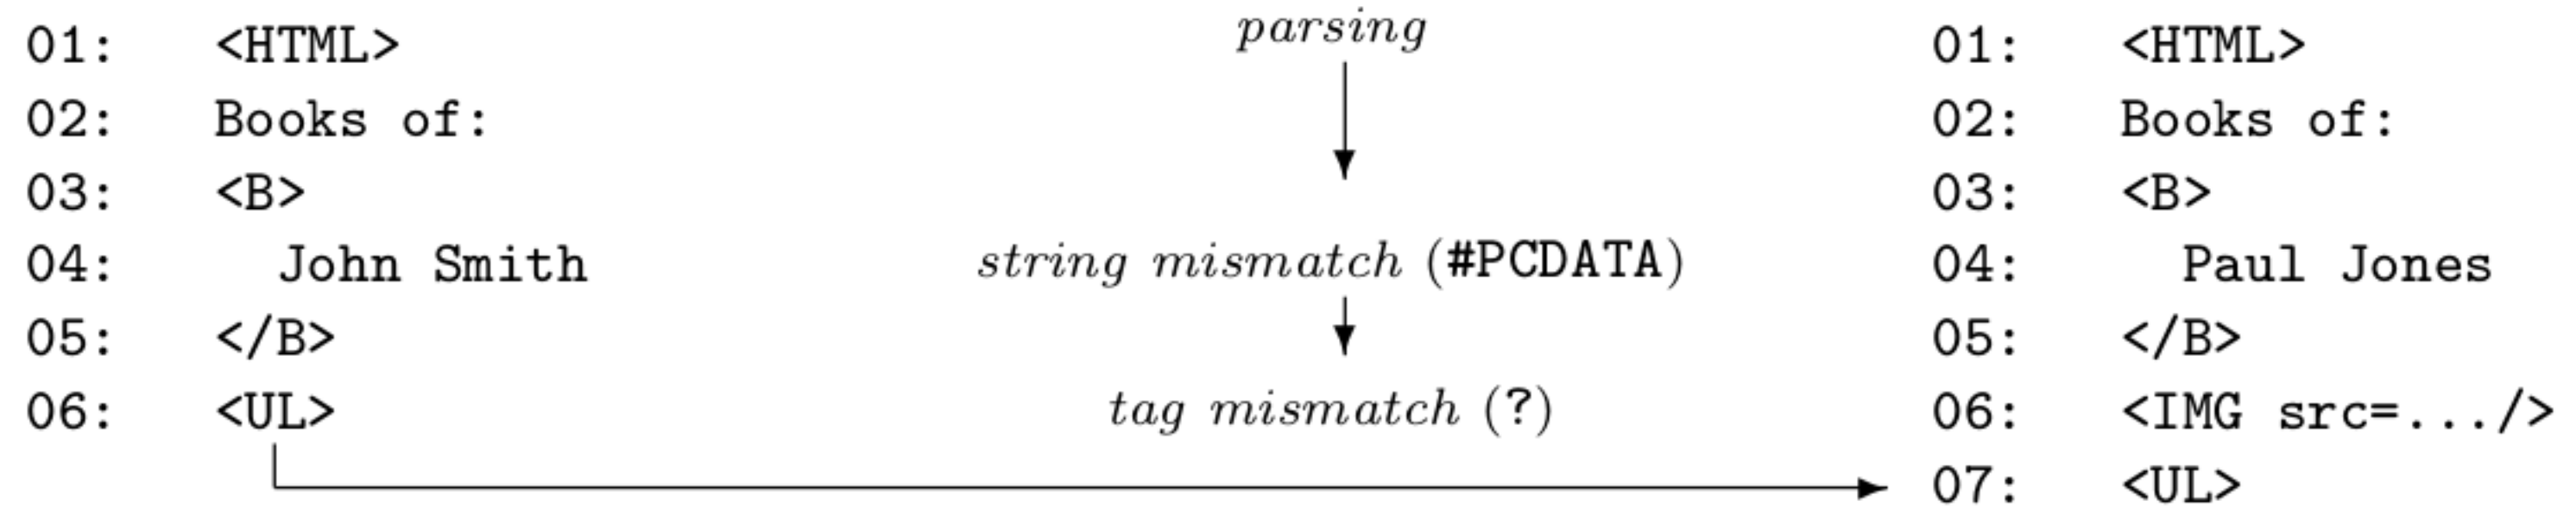 01: <HTML>
02: Books of:
03: <B>
04: John Smith
05: </B>
06: <UL>
parsing
string mismatch (#PCDATA)
tag mismatch (?)
01: <HTML>
02: Books of:
03: <B>
04: Paul Jones
05: </B>
06: <IMG src=.../>
07: <UL>